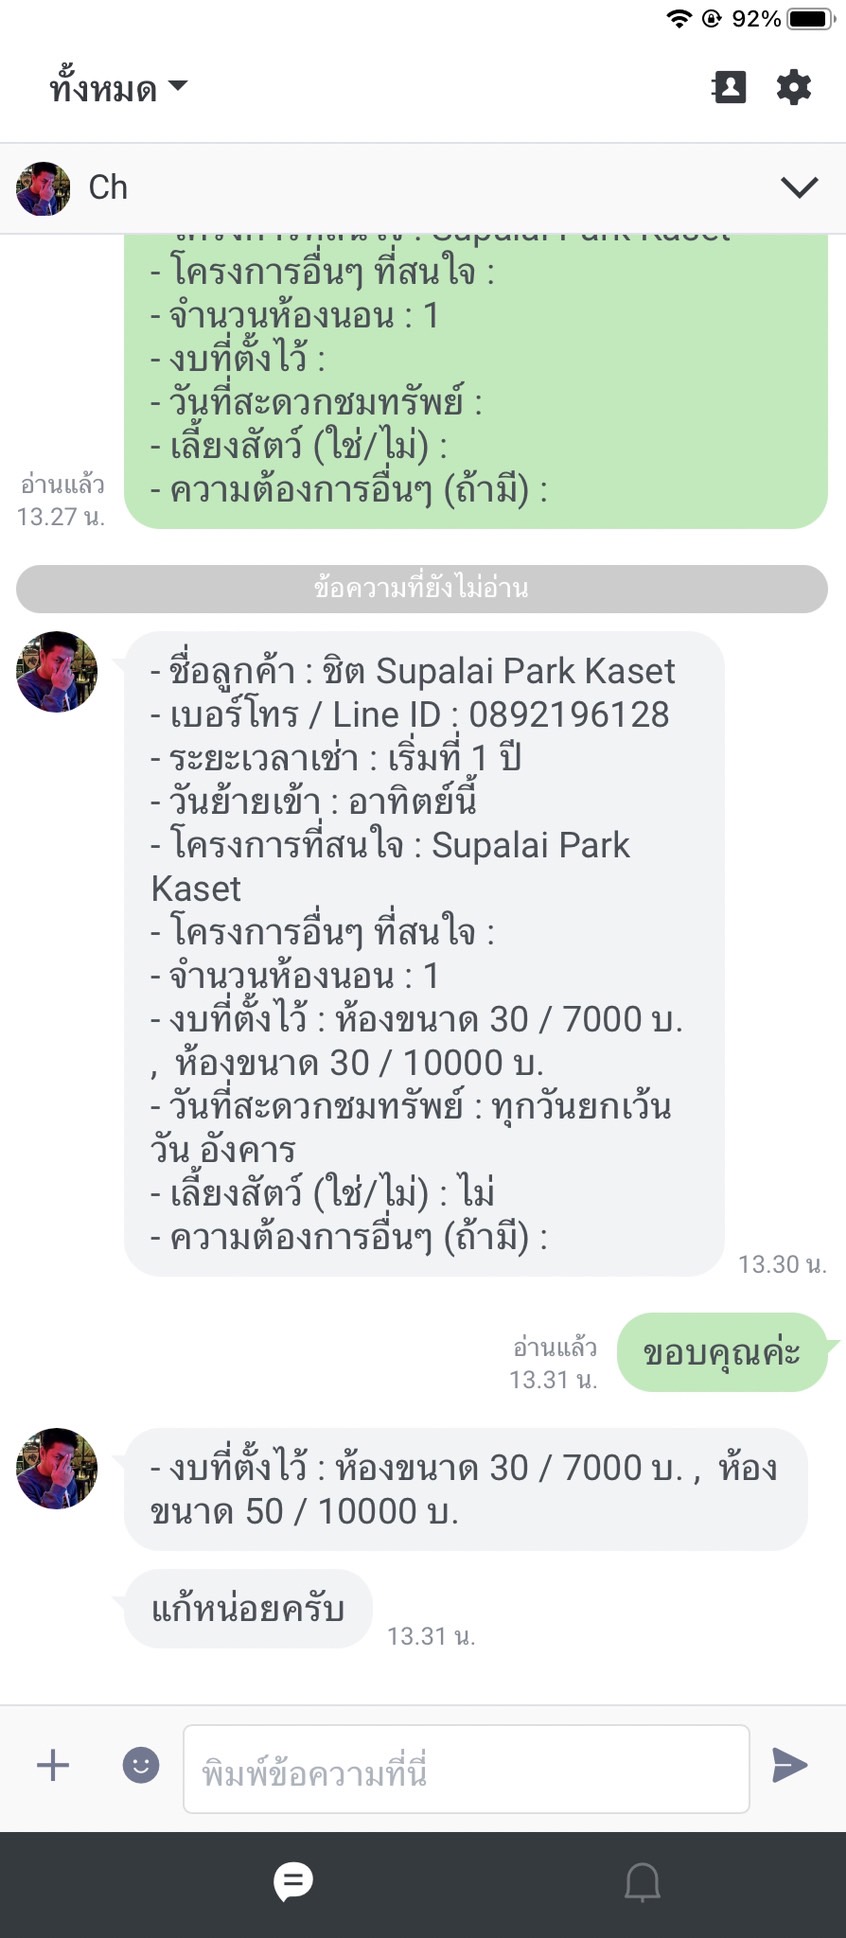 92%
ทั้งหมด
Ch
- โครงการที่สนใจ : Supalai Park Kaset
- โครงการอื่นๆ ที่สนใจ :
- จำนวนห้องนอน : 1
- งบที่ตั้งไว้ :
- วันที่สะดวกชมทรัพย์ :
- เลี้ยงสัตว์ (ใช่/ไม่) :
- ความต้องการอื่นๆ (ถ้ามี) :
อ่านแล้ว
13.27 น.
ข้อความที่ยังไม่อ่าน
- ชื่อลูกค้า : ชิต Supalai Park Kaset
- เบอร์โทร / Line ID : 0892196128
- ระยะเวลาเช่า : เริ่มที่ 1 ปี
- วันย้ายเข้า : อาทิตย์นี้
- โครงการที่สนใจ : Supalai Park
Kaset
- โครงการอื่นๆ ที่สนใจ :
- จำนวนห้องนอน : 1
- งบที่ตั้งไว้ : ห้องขนาด 30 / 7000 บ.
, ห้องขนาด 30 / 10000 บ.
- วันที่สะดวกชมทรัพย์ : ทุกวันยกเว้น
วัน อังคาร
- เลี้ยงสัตว์ (ใช่/ไม่) : ไม่
- ความต้องการอื่นๆ (ถ้ามี) :
13.30 น.
ขอบคุณค่ะ
อ่านแล้ว
13.31 น.
- งบที่ตั้งไว้ : ห้องขนาด 30 / 7000 บ. , ห้อง
ขนาด 50 / 10000 บ.
แก้หน่อยครับ
13.31 น.
พิมพ์ข้อความที่นี่